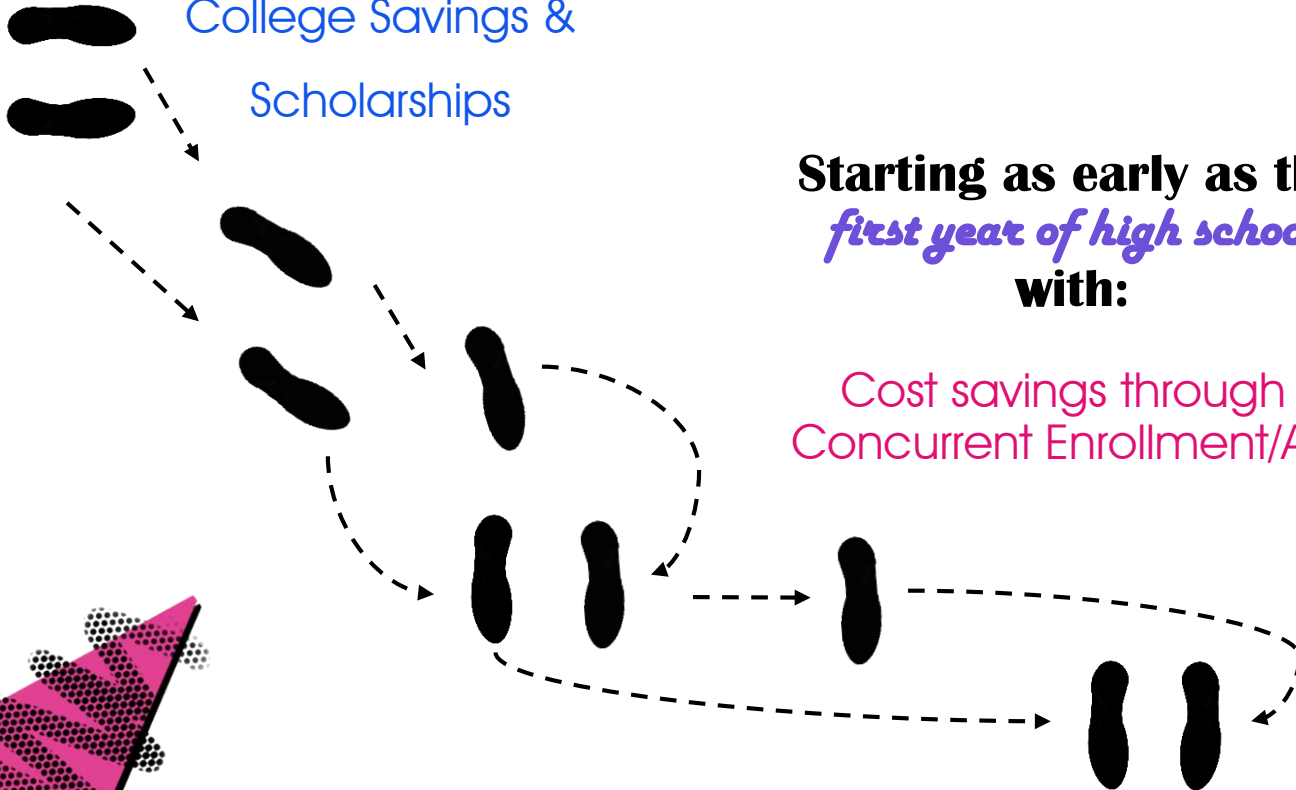 College Savings &
Scholarships
Starting as early as th
first year of high schoo
with:
Cost savings through
Concurrent Enrollment/A